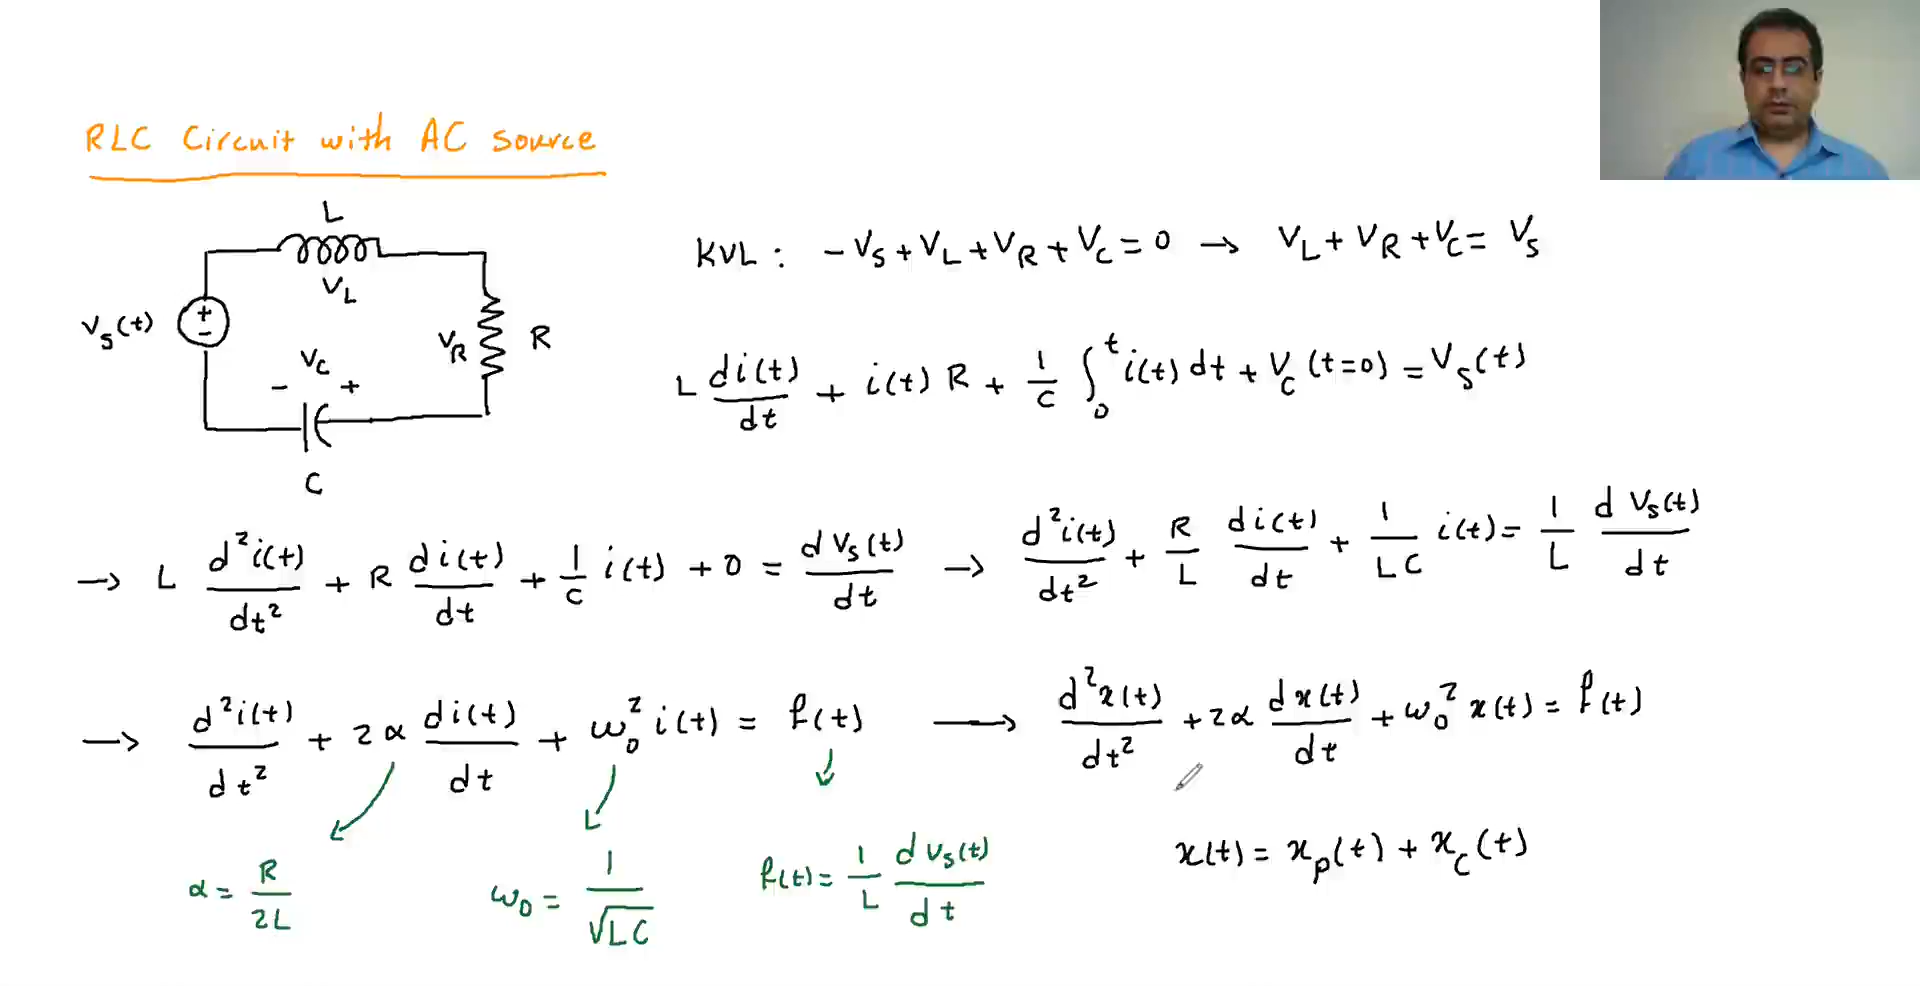 RLC Circuit with AC source
L
V_L
V_s(t)
+
-
V_R
R
V_C
- +
C
KVL: -V_S + V_L + V_R + V_C = 0 → V_L + V_R + V_C = V_S
L di(t)/dt + i(t) R + 1/C ∫_0^t i(t) dt + V_C (t=0) = V_S(t)
→ L d²i(t)/dt² + R di(t)/dt + 1/C i(t) + 0 = d V_S(t)/dt → d²i(t)/dt² + R/L di(t)/dt + 1/LC i(t) = 1/L d V_S(t)/dt
→ d²i(t)/dt² + 2α di(t)/dt + ω_0² i(t) = f(t) → d²x(t)/dt² + 2α dx(t)/dt + ω_0² x(t) = f(t)
α = R/2L
ω_0 = 1/√LC
f(t) = 1/L d V_S(t)/dt
x(t) = x_p(t) + x_c(t)